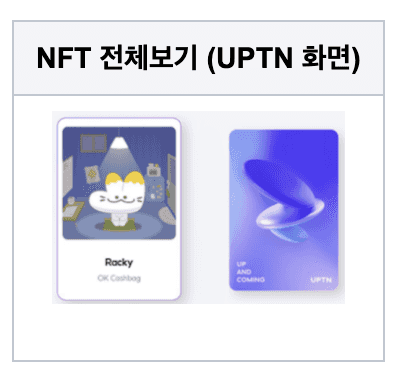 NFT 전체보기 (UPTN 화면)
Racky
OK Cashbag
UP
AND
COMING
UPTN